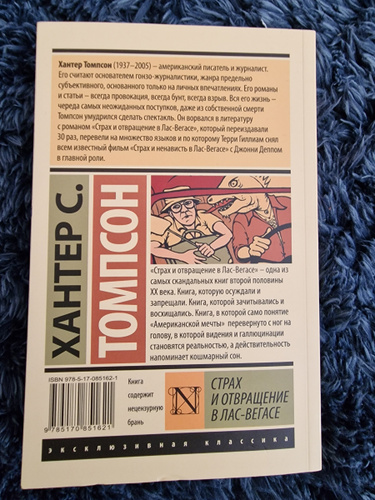 Хантер Томпсон (1937–2005) – американский писатель и журналист.
Его считают основателем гонзо-журналистики, жанра предельно
субъективного, основанного только на личных впечатлениях. Его романы
и статьи – всегда провокация, всегда бунт, всегда взрыв. Вся его жизнь –
череда самых неожиданных поступков, даже из собственной смерти
Томпсон умудрился сделать спектакль. Он ворвался в литературу
с романом «Страх и отвращение в Лас-Вегасе», который переиздавали
30 раз, перевели на множество языков и по которому Терри Гиллиам снял
всем известный фильм «Страх и ненависть в Лас-Вегасе» с Джонни Деппом
в главной роли.
ХАНТЕР С.
ТОМПСОН
«Страх и отвращение в Лас-Вегасе» – одна из
самых скандальных книг второй половины
XX века. Книга, которую осуждали и
запрещали. Книга, которой зачитывались и
восхищались. Книга, в которой само понятие
«Американской мечты» перевернуто с ног на
голову, в которой видения и галлюцинации
становятся реальностью, а действительность
напоминает кошмарный сон.
ISBN 978-5-17-085162-1
9 785170 851621
Книга
содержит
нецензурную
брань
N
СТРАХ
И ОТВРАЩЕНИЕ
В ЛАС-ВЕГАСЕ
эксклюзивная классика